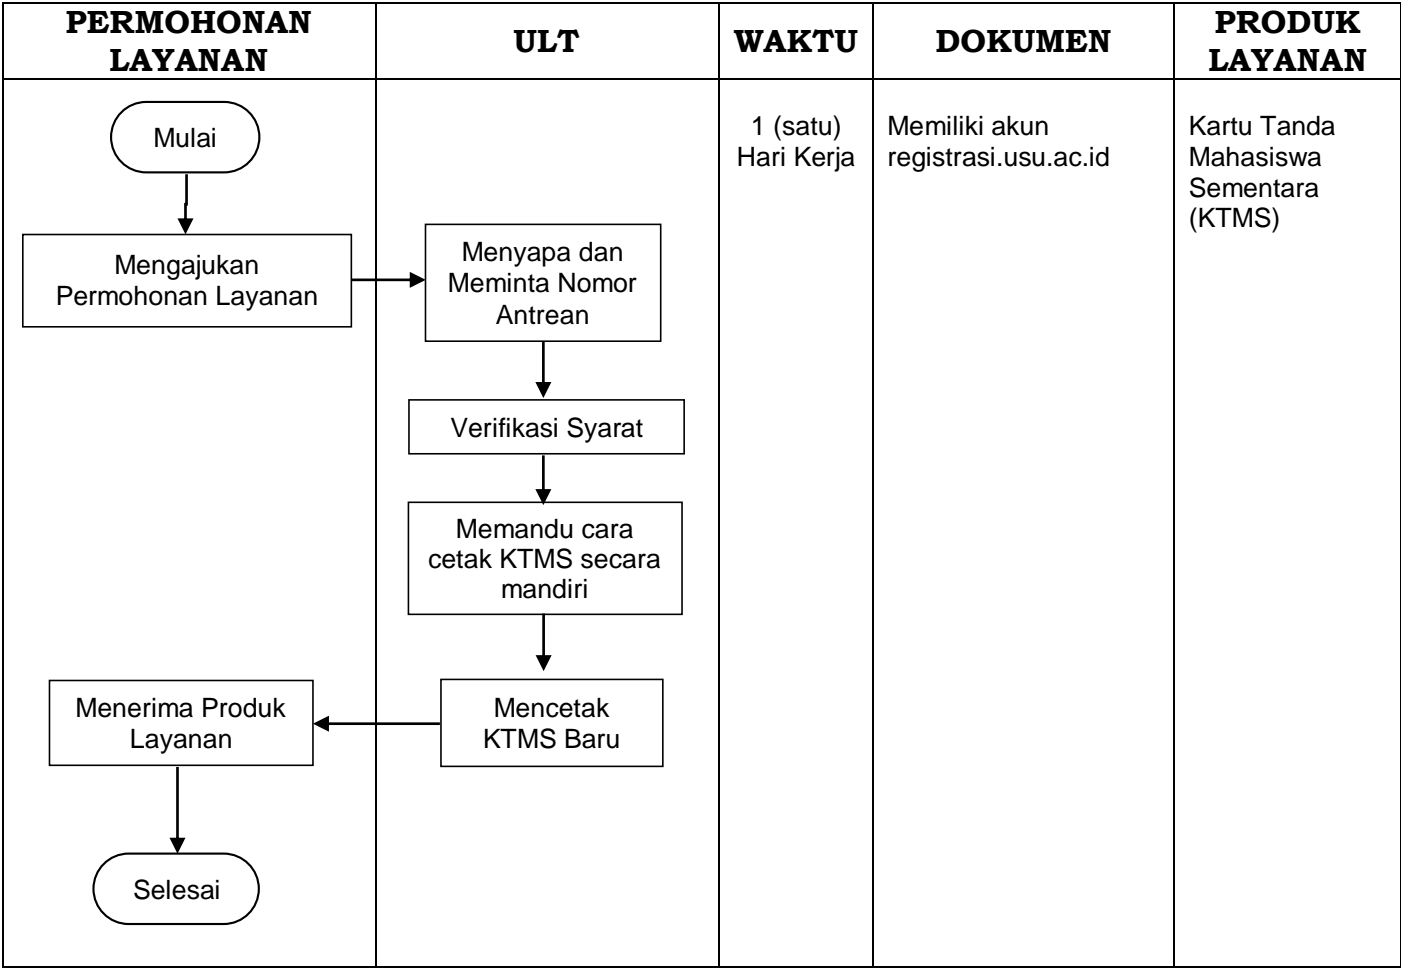 PERMOHONAN
LAYANAN
ULT
WAKTU
DOKUMEN
PRODUK
LAYANAN
Mulai
1 (satu)
Hari Kerja
Memiliki akun
registrasi.usu.ac.id
Kartu Tanda
Mahasiswa
Sementara
(KTMS)
Mengajukan
Permohonan Layanan
Menyapa dan
Meminta Nomor
Antrean
Verifikasi Syarat
Memandu cara
cetak KTMS secara
mandiri
Mencetak
KTMS Baru
Menerima Produk
Layanan
Selesai